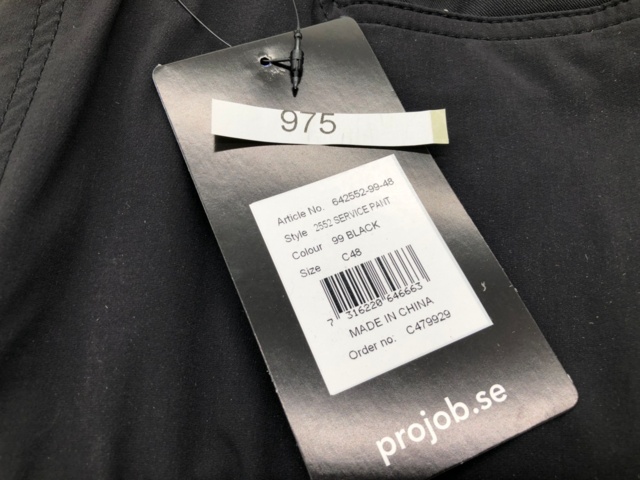 975
Article No. 642552-99-48
Style 2552 SERVICE PANT
Colour 99 BLACK
Size C48
7 316220 646663
MADE IN CHINA
Order no: C479929
projob.se